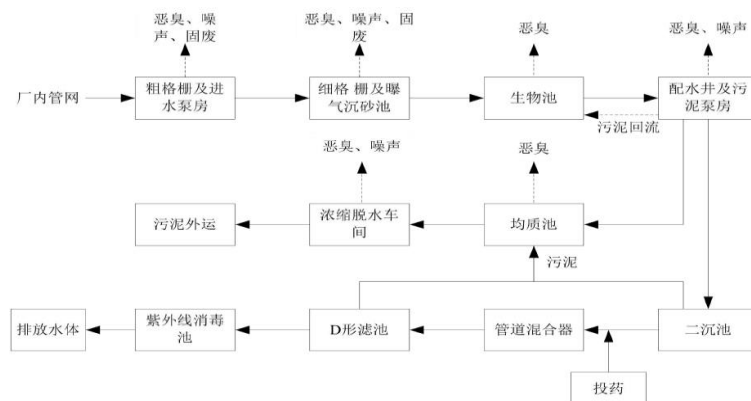 恶臭、噪
声、固废
恶臭、噪声、固
废
恶臭
恶臭、噪声
厂内管网
粗格栅及进
水泵房
细格 栅及曝
气沉砂池
生物池
配水井及污
泥泵房
污泥回流
恶臭、噪声
恶臭
污泥外运
浓缩脱水车
间
均质池
污泥
排放水体
紫外线消毒
池
D形滤池
管道混合器
二沉池
投药